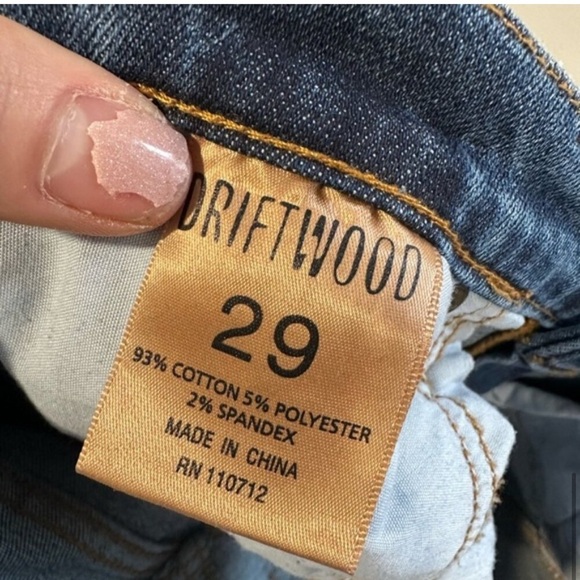 DRIFTWOOD
29
93% COTTON 5% POLYESTER
2% SPANDEX
MADE IN CHINA
RN 110712